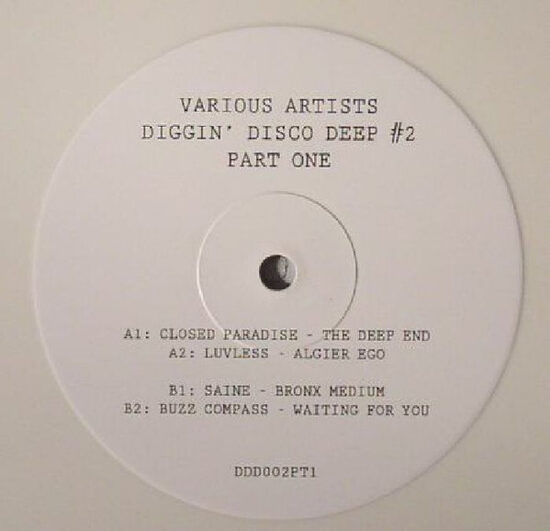 VARIOUS ARTISTS
DIGGIN' DISCO DEEP #2
PART ONE
A1: CLOSED PARADISE - THE DEEP END
A2: LUVLESS - ALGIER EGO
B1: SAINE - BRONX MEDIUM
B2: BUZZ COMPASS - WAITING FOR YOU
DDD002PT1